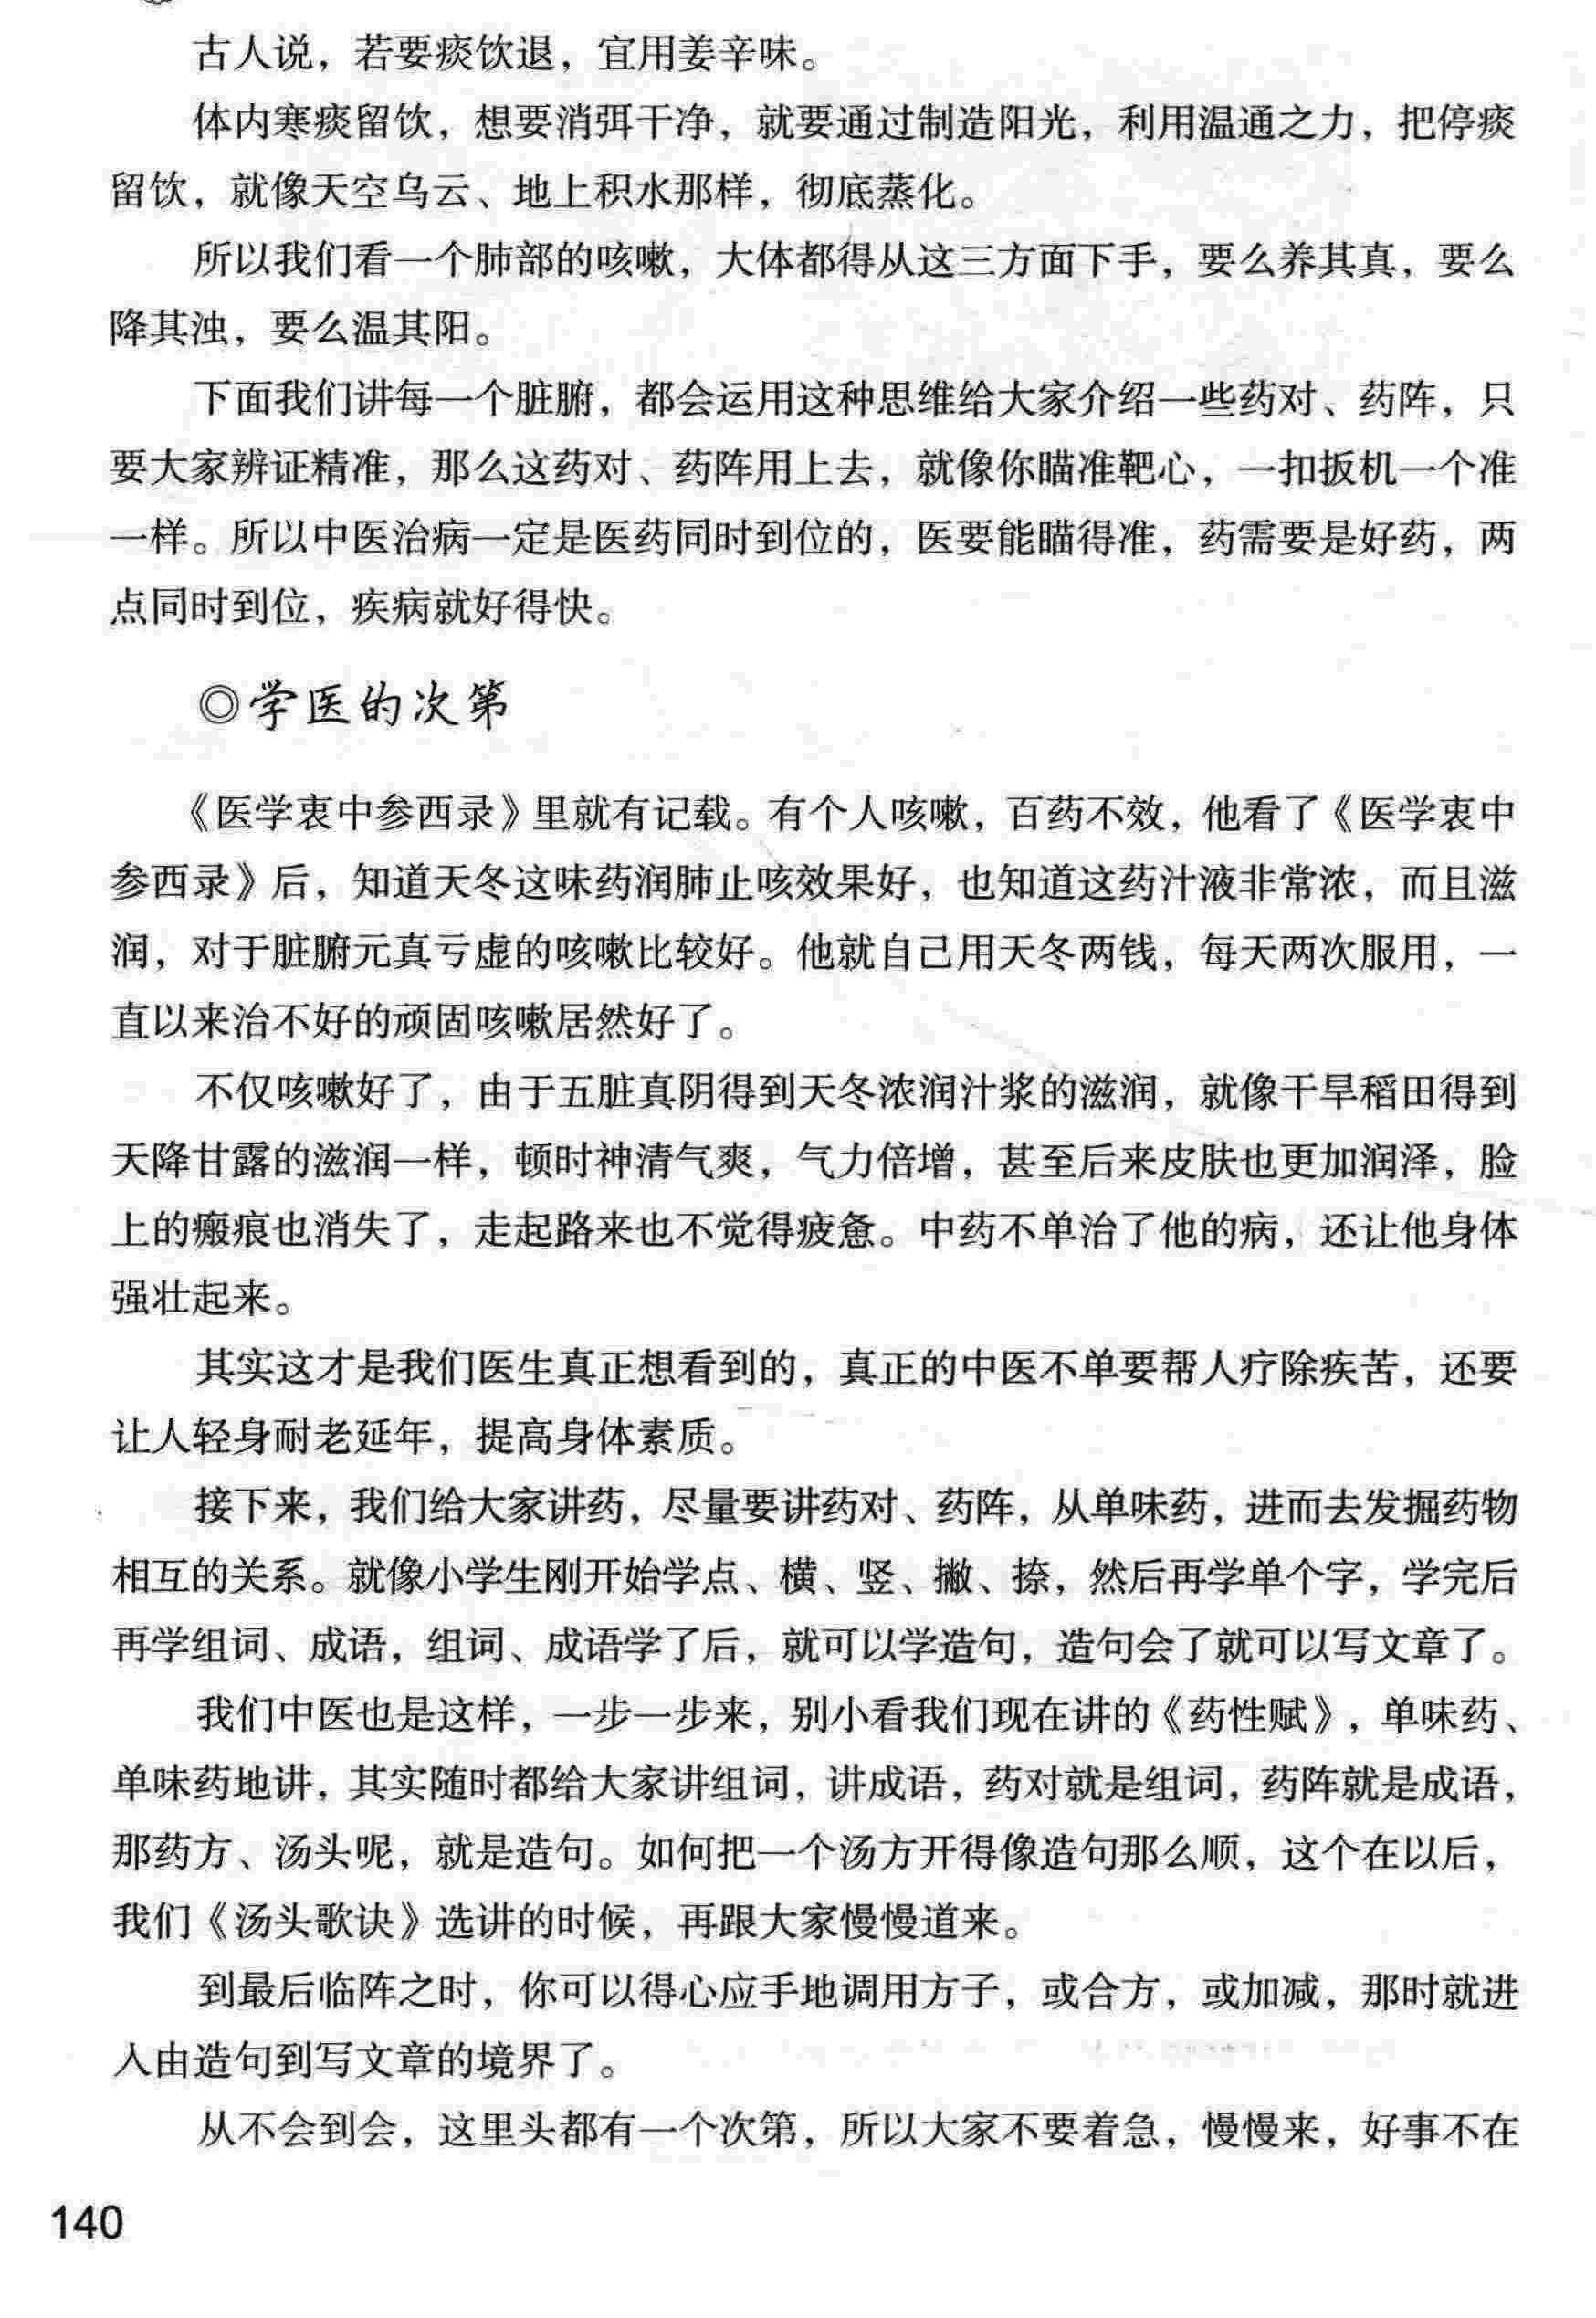 古人说，若要痰饮退，宜用姜辛味。
体内寒痰留饮，想要消弭干净，就要通过制造阳光，利用温通之力，把停痰
留饮，就像天空乌云、地上积水那样，彻底蒸化。
所以我们看一个肺部的咳嗽，大体都得从这三方面下手，要么养其真，要么
降其浊，要么温其阳。
下面我们讲每一个脏腑，都会运用这种思维给大家介绍一些药对、药阵，只
要大家辨证精准，那么这药对、药阵用上去，就像你瞄准靶心，一扣扳机一个准
一样。所以中医治病一定是医药同时到位的，医要能瞄得准，药需要是好药，两
点同时到位，疾病就好得快。
◎学医的次第
《医学衷中参西录》里就有记载。有个人咳嗽，百药不效，他看了《医学衷中
参西录》后，知道天冬这味药润肺止咳效果好，也知道这药汁液非常浓，而且滋
润，对于脏腑元真亏虚的咳嗽比较好。他就自己用天冬两钱，每天两次服用，一
直以来治不好的顽固咳嗽居然好了。
不仅咳嗽好了，由于五脏真阴得到天冬浓润汁浆的滋润，就像干旱稻田得到
天降甘露的滋润一样，顿时神清气爽，气力倍增，甚至后来皮肤也更加润泽，脸
上的瘢痕也消失了，走起路来也不觉得疲惫。中药不单治了他的病，还让他身体
强壮起来。
其实这才是我们医生真正想看到的，真正的中医不单要帮人疗除疾苦，还要
让人轻身耐老延年，提高身体素质。
接下来，我们给大家讲药，尽量要讲药对、药阵，从单味药，进而去发掘药物
相互的关系。就像小学生刚开始学点、横、竖、撇、捺，然后再学单个字，学完后
再学组词、成语，组词、成语学了后，就可以学造句，造句会了就可以写文章了。
我们中医也是这样，一步一步来，别小看我们现在讲的《药性赋》，单味药、
单味药地讲，其实随时都给大家讲组词，讲成语，药对就是组词，药阵就是成语，
那药方、汤头呢，就是造句。如何把一个汤方开得像造句那么顺，这个在以后，
我们《汤头歌诀》选讲的时候，再跟大家慢慢道来。
到最后临阵之时，你可以得心应手地调用方子，或合方，或加减，那时就进
入由造句到写文章的境界了。
从不会到会，这里头都有一个次第，所以大家不要着急，慢慢来，好事不在
140